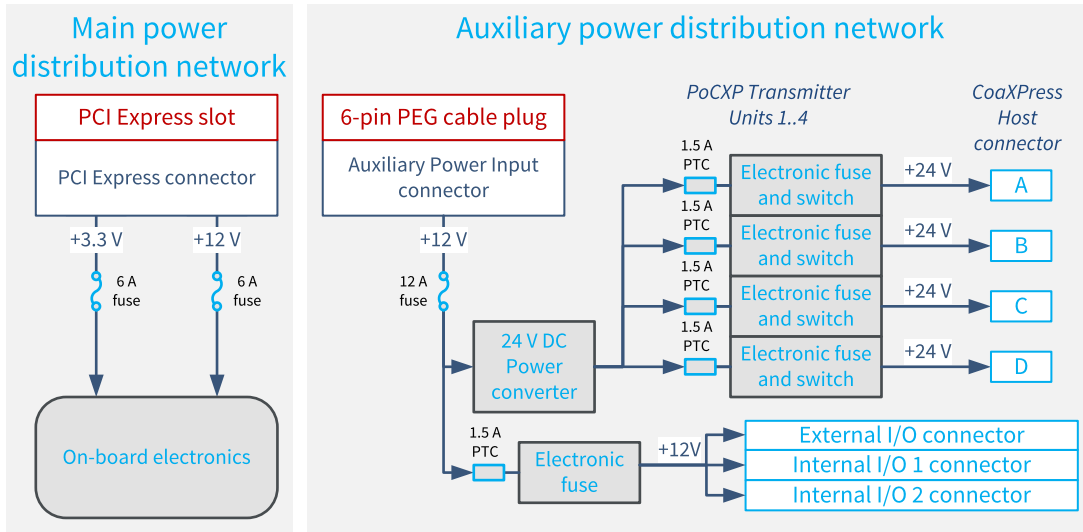 Main power
distribution network
PCI Express slot
PCI Express connector
+3.3 V
+12 V
6 A
fuse
6 A
fuse
On-board electronics
Auxiliary power distribution network
6-pin PEG cable plug
Auxiliary Power Input
connector
+12 V
12 A
fuse
24 V DC
Power
converter
PoCXP Transmitter
Units 1..4
CoaXPress
Host
connector
1.5 A
PTC
Electronic fuse
and switch
+24 V
A
1.5 A
PTC
Electronic fuse
and switch
+24 V
B
1.5 A
PTC
Electronic fuse
and switch
+24 V
C
1.5 A
PTC
Electronic fuse
and switch
+24 V
D
1.5 A
PTC
Electronic
fuse
+12V
External I/O connector
Internal I/O 1 connector
Internal I/O 2 connector